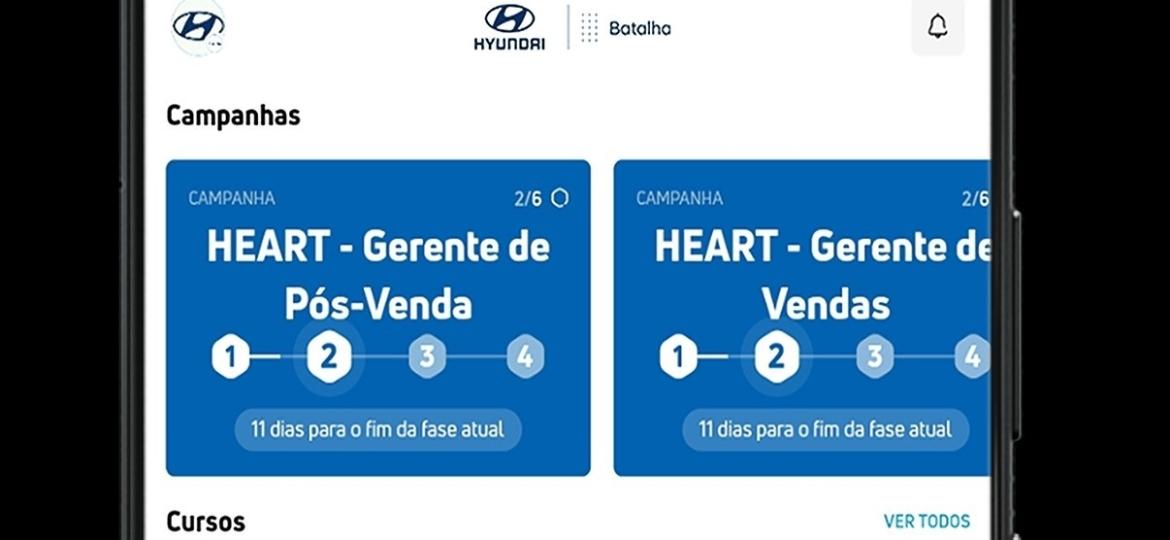 HYUNDAI
Batalha
Campanhas
CAMPANHA 2/6
HEART - Gerente de
Pós-Venda
1 2 3 4
11 dias para o fim da fase atual
CAMPANHA 2/6
HEART - Gerente de
Vendas
1 2 3 4
11 dias para o fim da fase atual
Cursos
VER TODOS